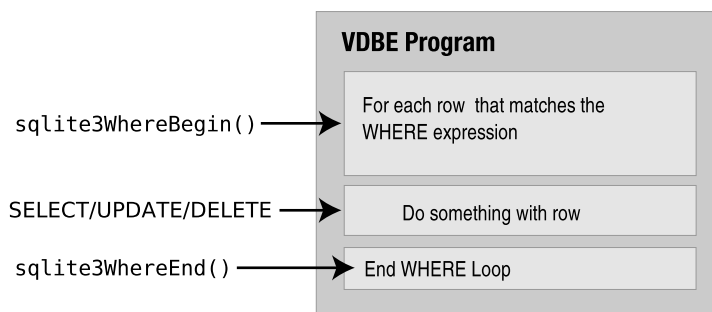 VDBE Program
sqlite3WhereBegin()
For each row that matches the
WHERE expression
SELECT/UPDATE/DELETE
Do something with row
sqlite3WhereEnd()
End WHERE Loop